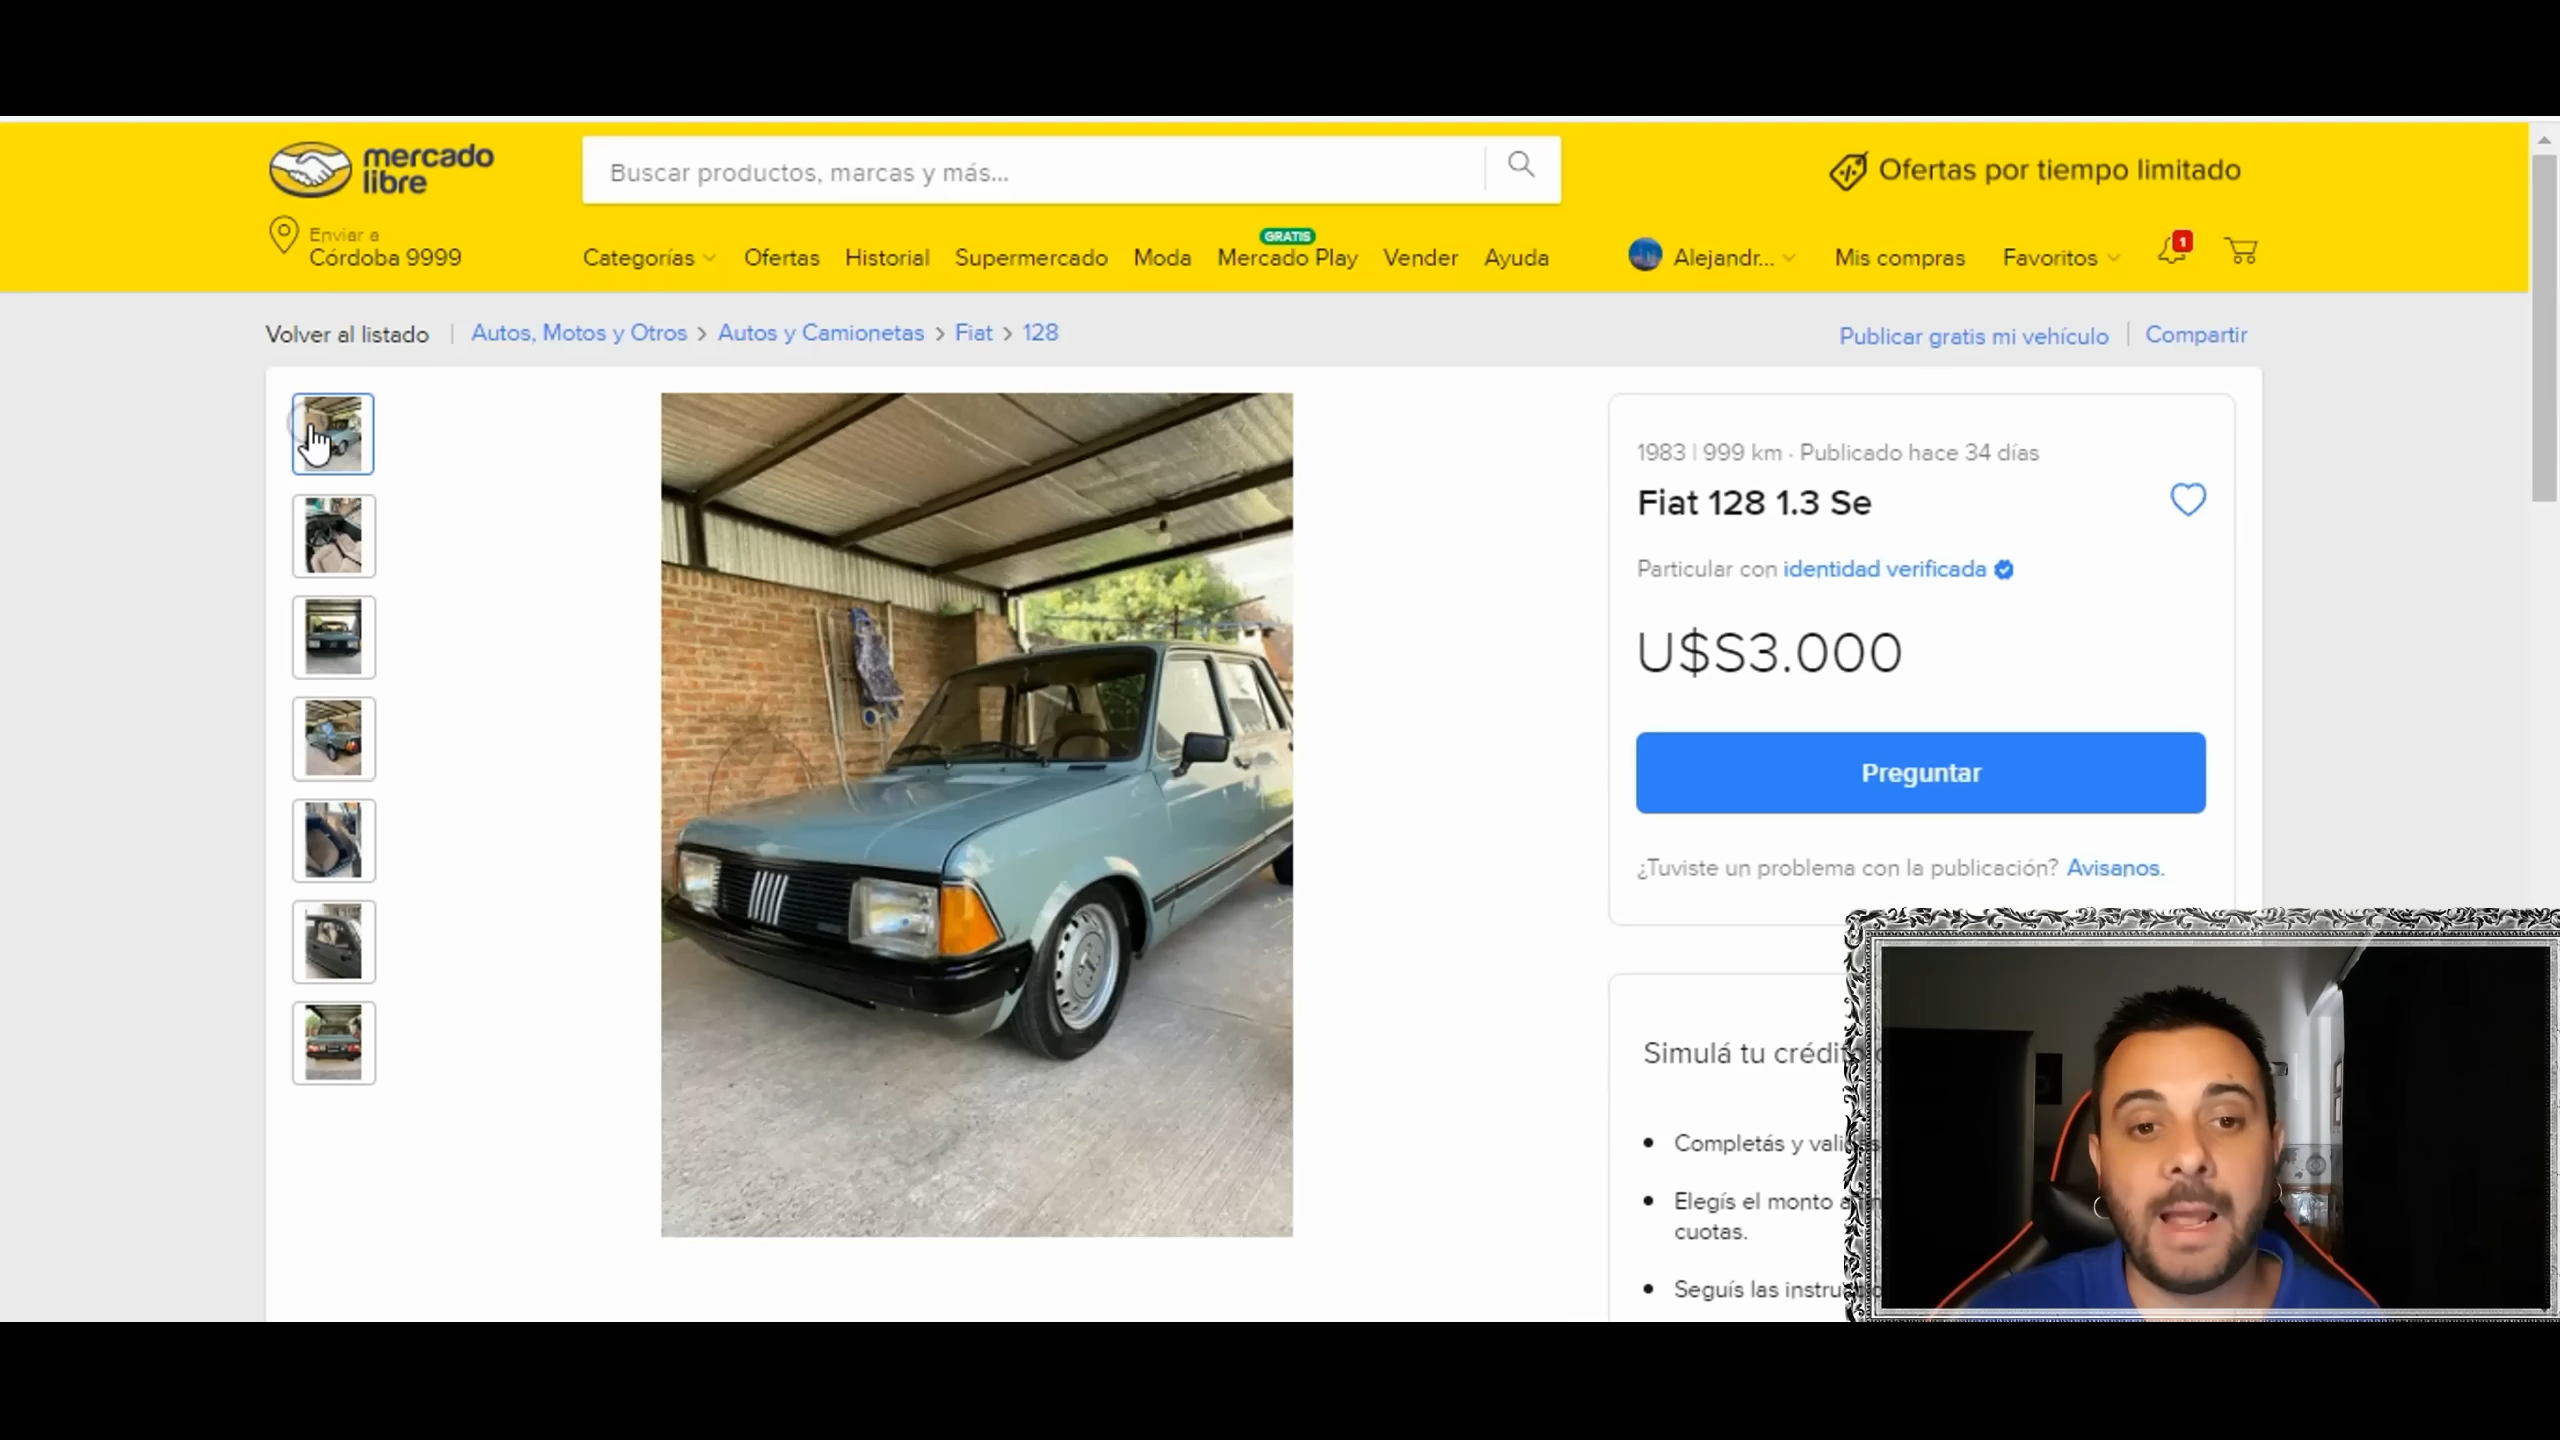 mercado
libre
Buscar productos, marcas y más...
Ofertas por tiempo limitado
Enviar a
Córdoba 9999
Categorías
Ofertas
Historial
Supermercado
Moda
GRATIS
Mercado Play
Vender
Ayuda
Alejandr...
Mis compras
Favoritos
1
Volver al listado
Autos, Motos y Otros > Autos y Camionetas > Fiat > 128
Publicar gratis mi vehículo
Compartir
1983 | 999 km · Publicado hace 34 días
Fiat 128 1.3 Se
Particular con identidad verificada
U$S3.000
Preguntar
¿Tuviste un problema con la publicación? Avisanos.
Simulá tu
Completás y
Elegís el monto
cuotas.
Seguís las